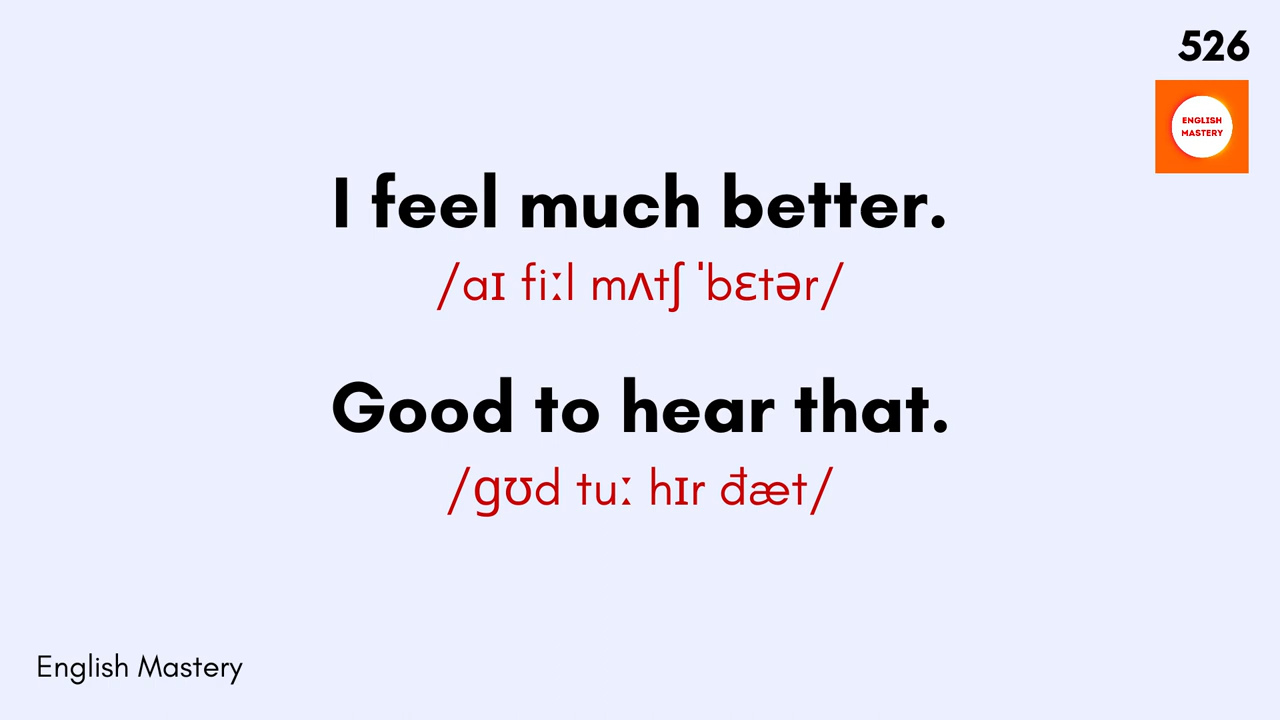 526
ENGLISH
MASTERY
I feel much better.
/aɪ fiːl mʌtʃ ˈbɛtər/
Good to hear that.
/ɡʊd tuː hɪr đæt/
English Mastery